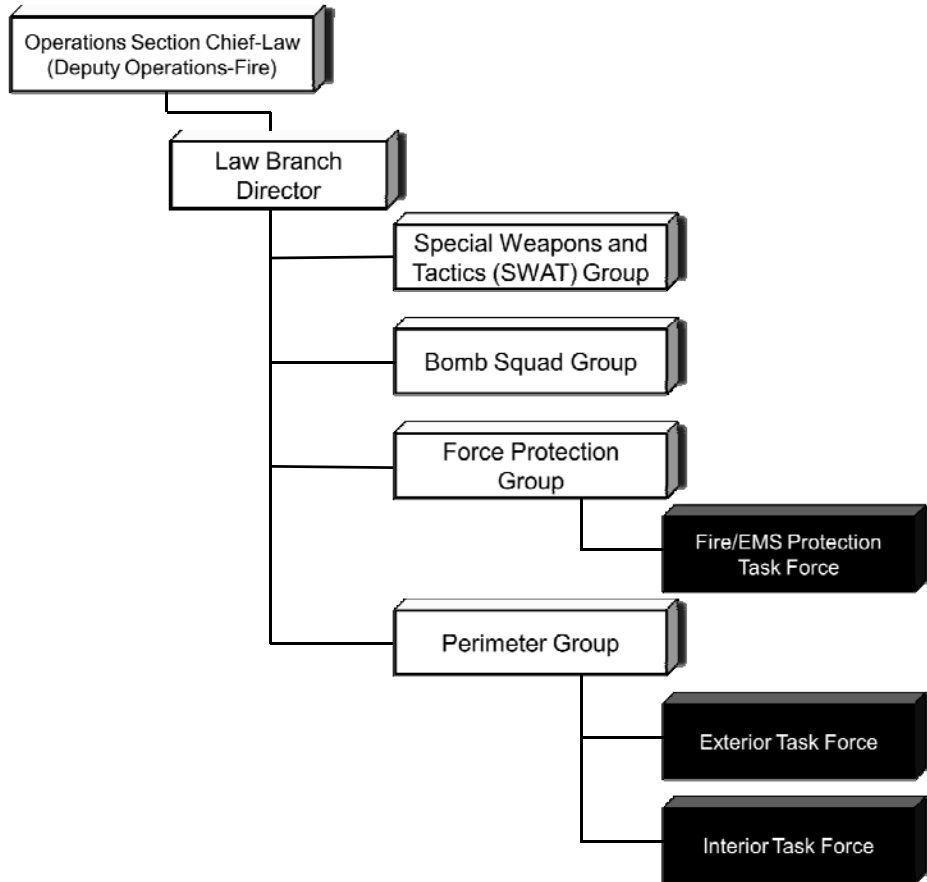 Operations Section Chief-Law
(Deputy Operations-Fire)
Law Branch
Director
Special Weapons and
Tactics (SWAT) Group
Bomb Squad Group
Force Protection
Group
Fire/EMS Protection
Task Force
Perimeter Group
Exterior Task Force
Interior Task Force